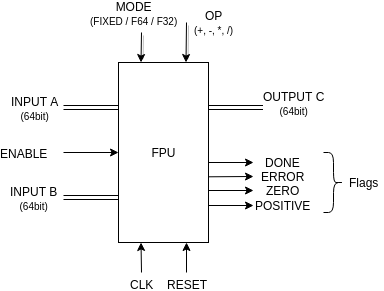 MODE
(FIXED / F64 / F32)
OP
(+, -, *, /)
INPUT A
(64bit)
OUTPUT C
(64bit)
ENABLE
FPU
DONE
ERROR
ZERO
POSITIVE
Flags
INPUT B
(64bit)
CLK
RESET